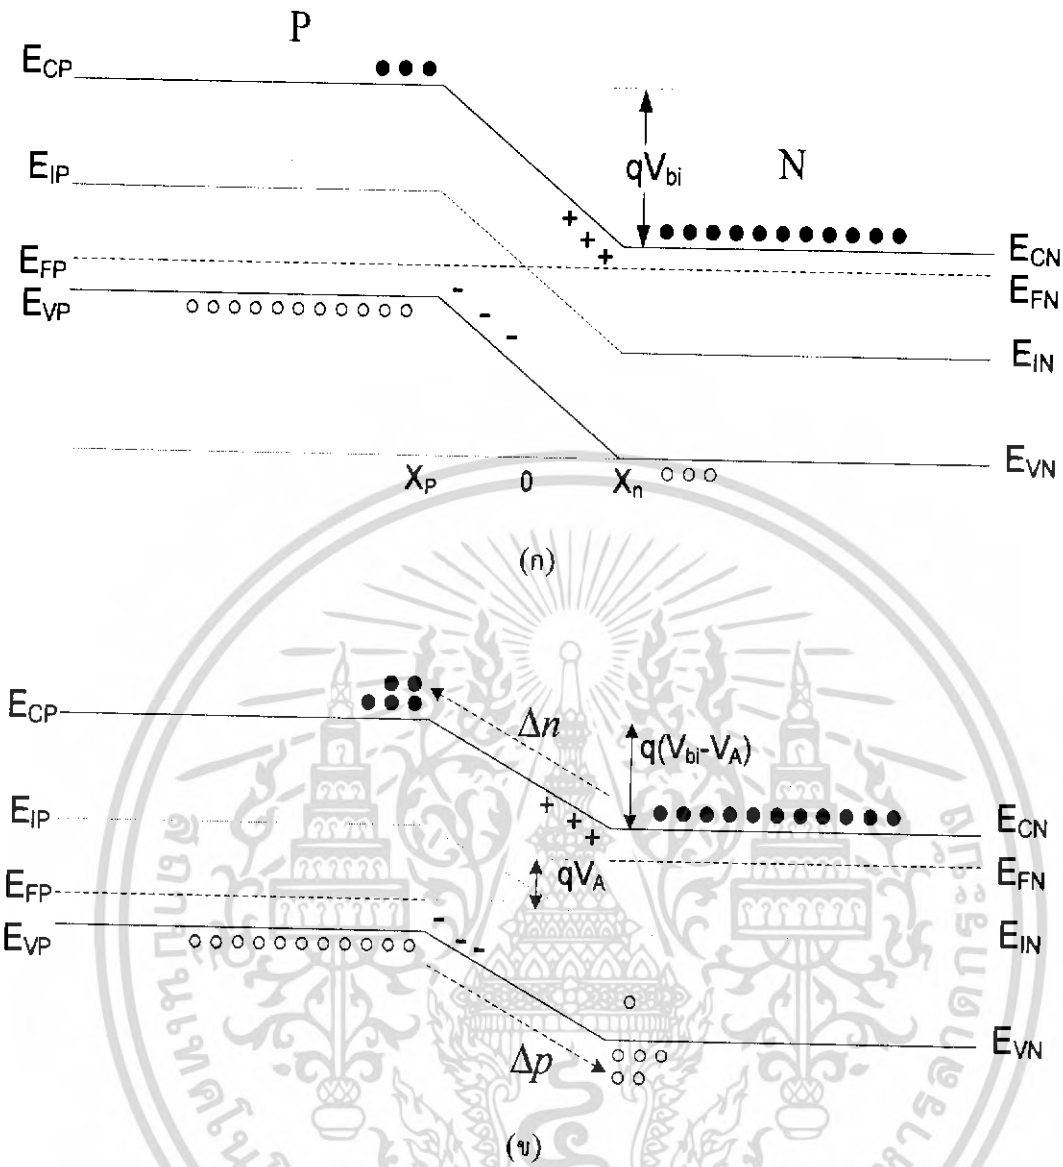 P
E_CP
qV_bi
N
E_IP
E_CN
E_FP
E_FN
E_VP
E_IN
E_VN
X_P 0 X_n
(ก)
E_CP
Δn
q(V_bi-V_A)
E_IP
E_CN
qV_A
E_FP
E_FN
E_VP
E_IN
E_VN
Δp
(ข)